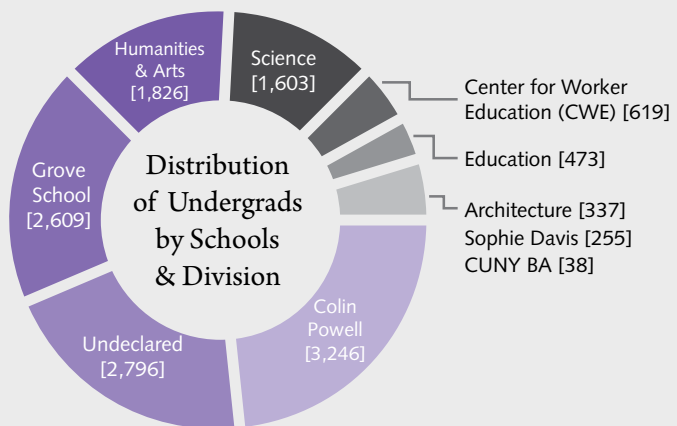 Humanities
& Arts
[1,826]
Science
[1,603]
Center for Worker
Education (CWE) [619]
Education [473]
Architecture [337]
Sophie Davis [255]
CUNY BA [38]
Grove
School
[2,609]
Distribution
of Undergrads
by Schools
& Division
Colin
Powell
[3,246]
Undeclared
[2,796]